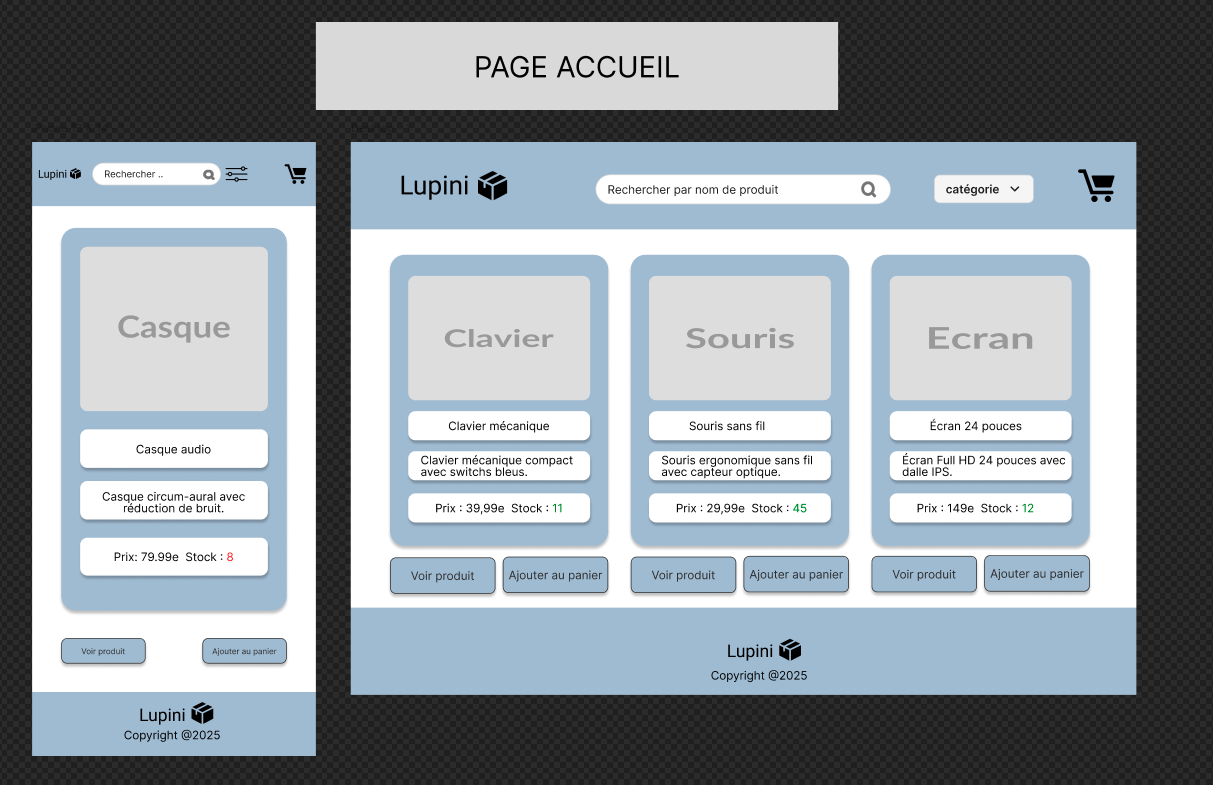 PAGE ACCUEIL
Lupini
Rechercher ..
Casque
Casque audio
Casque circum-aural avec
réduction de bruit.
Prix: 79.99e Stock : 8
Voir produit
Ajouter au panier
Lupini
Copyright @2025
Lupini
Rechercher par nom de produit
catégorie
Clavier
Clavier mécanique
Clavier mécanique compact
avec switchs bleus.
Prix : 39,99e Stock : 11
Voir produit
Ajouter au panier
Souris
Souris sans fil
Souris ergonomique sans fil
avec capteur optique.
Prix : 29,99e Stock : 45
Voir produit
Ajouter au panier
Ecran
Écran 24 pouces
Écran Full HD 24 pouces avec
dalle IPS.
Prix : 149e Stock : 12
Voir produit
Ajouter au panier
Lupini
Copyright @2025